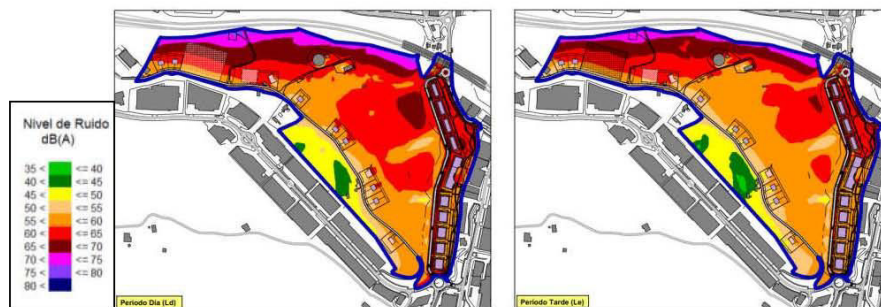 Nivel de Ruido
dB(A)
35 < <= 40
40 < <= 45
45 < <= 50
50 < <= 55
55 < <= 60
60 < <= 65
65 < <= 70
70 < <= 75
75 < <= 80
80 <
Periodo Día (Ld)
Periodo Tarde (Le)